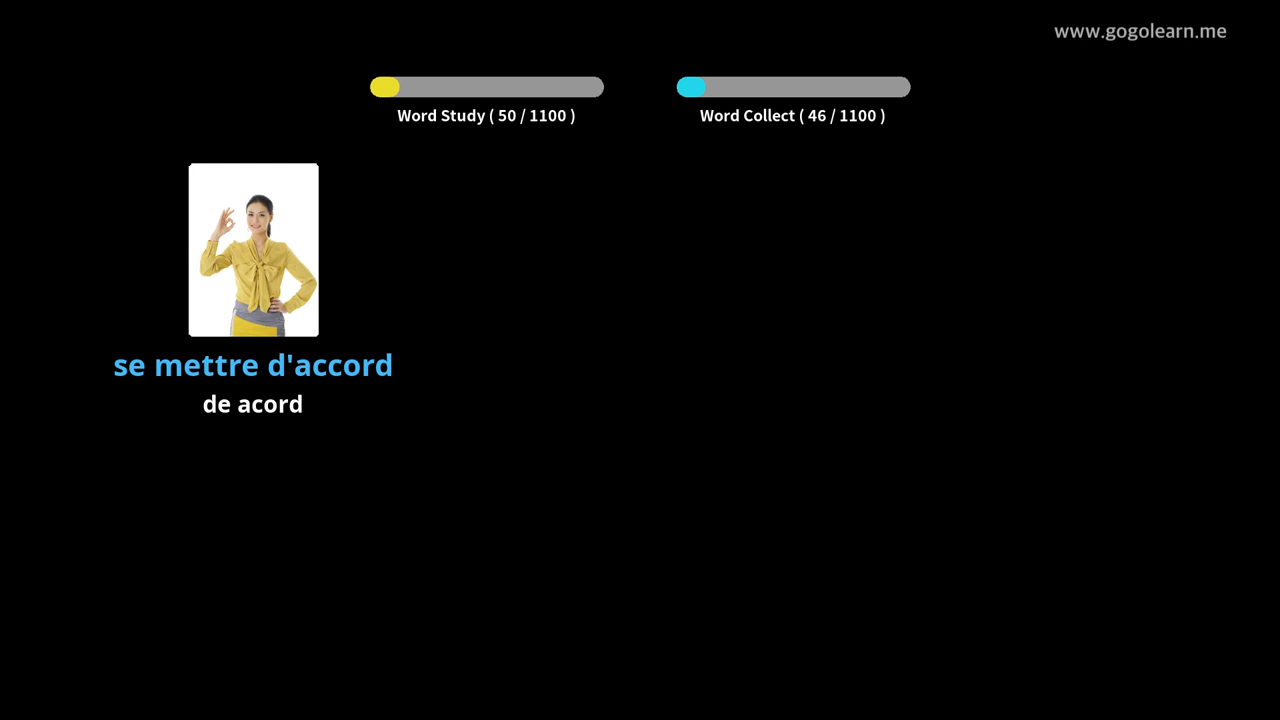 www.gogolearn.me
Word Study ( 50 / 1100 )
Word Collect ( 46 / 1100 )
se mettre d'accord
de acord